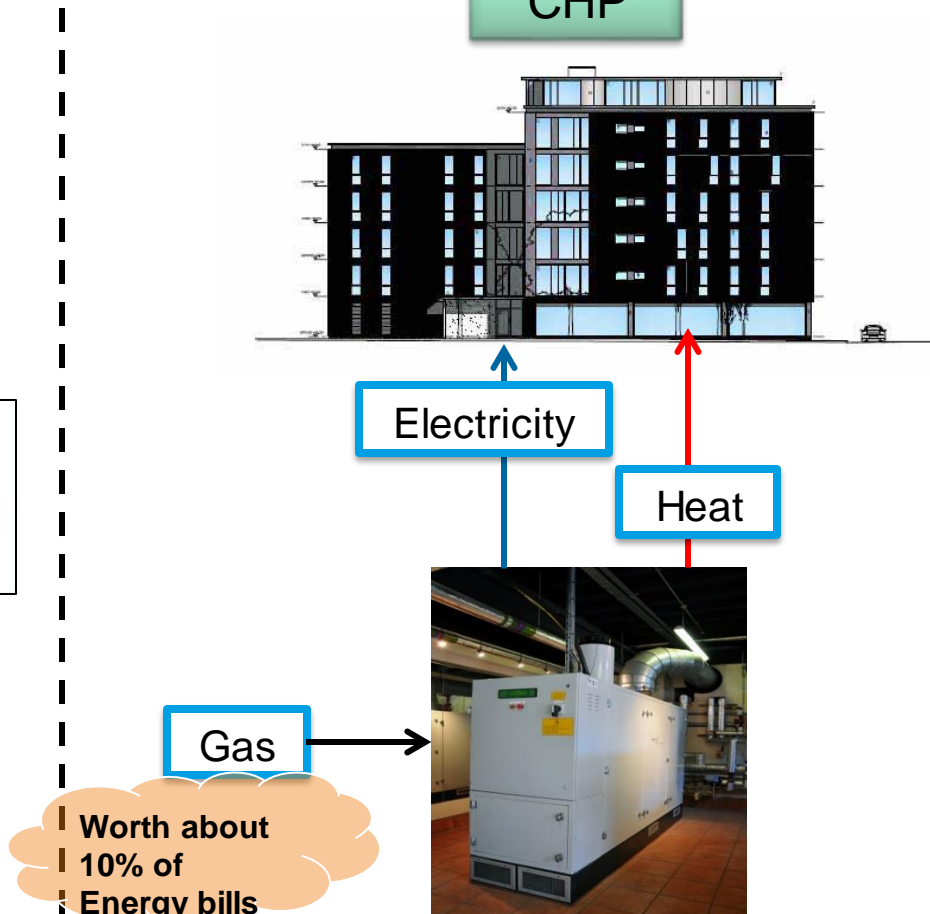 CHP
Electricity
Heat
Gas
Worth about
10% of
Energy bills